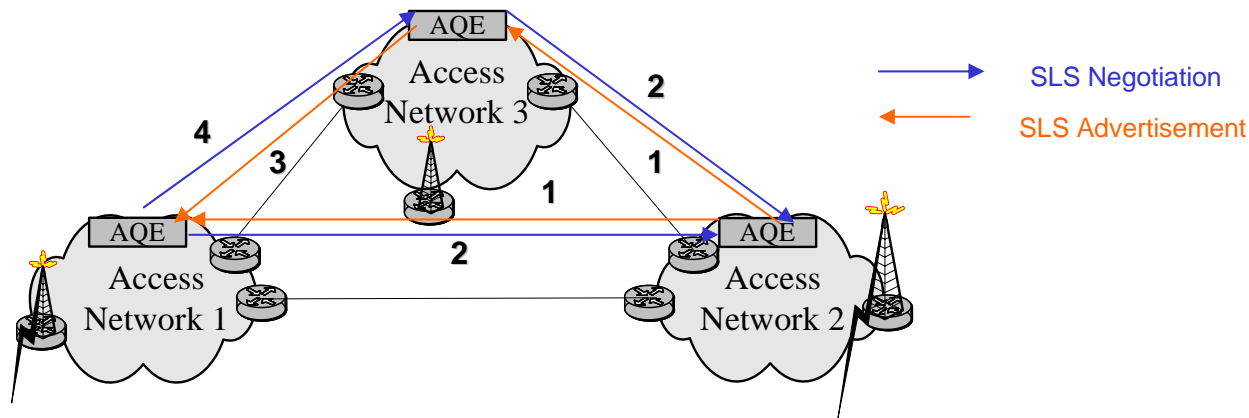 AQE
Access
Network 3
2
SLS Negotiation
SLS Advertisement
4
3
1
1
AQE
2
AQE
Access
Network 1
Access
Network 2